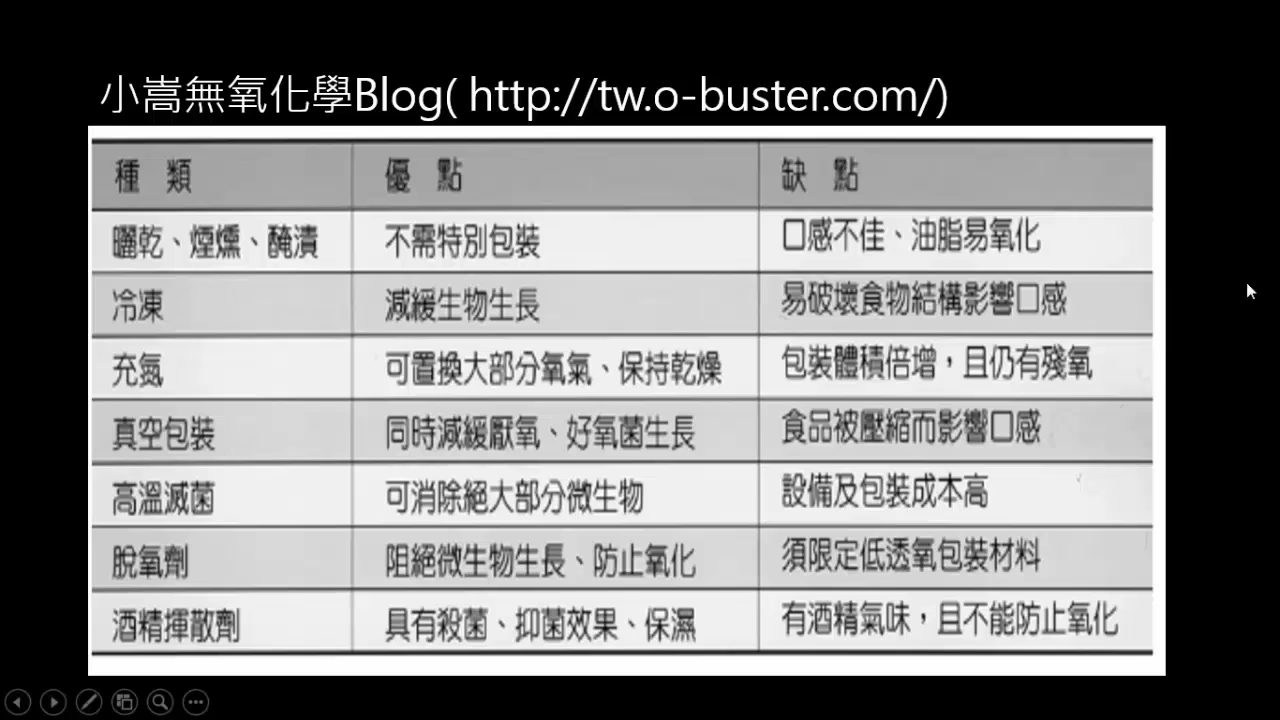 小嵩無氧化學Blog( http://tw.o-buster.com/)
種 類 優 點 缺 點
曬乾、煙燻、醃漬 不需特別包裝 口感不佳、油脂易氧化
冷凍 減緩生物生長 易破壞食物結構影響口感
充氮 可置換大部分氧氣、保持乾燥 包裝體積倍增，且仍有殘氧
真空包裝 同時減緩厭氧、好氧菌生長 食品被壓縮而影響口感
高溫滅菌 可消除絕大部分微生物 設備及包裝成本高
脫氧劑 阻絕微生物生長、防止氧化 須限定低透氧包裝材料
酒精揮散劑 具有殺菌、抑菌效果、保濕 有酒精氣味，且不能防止氧化